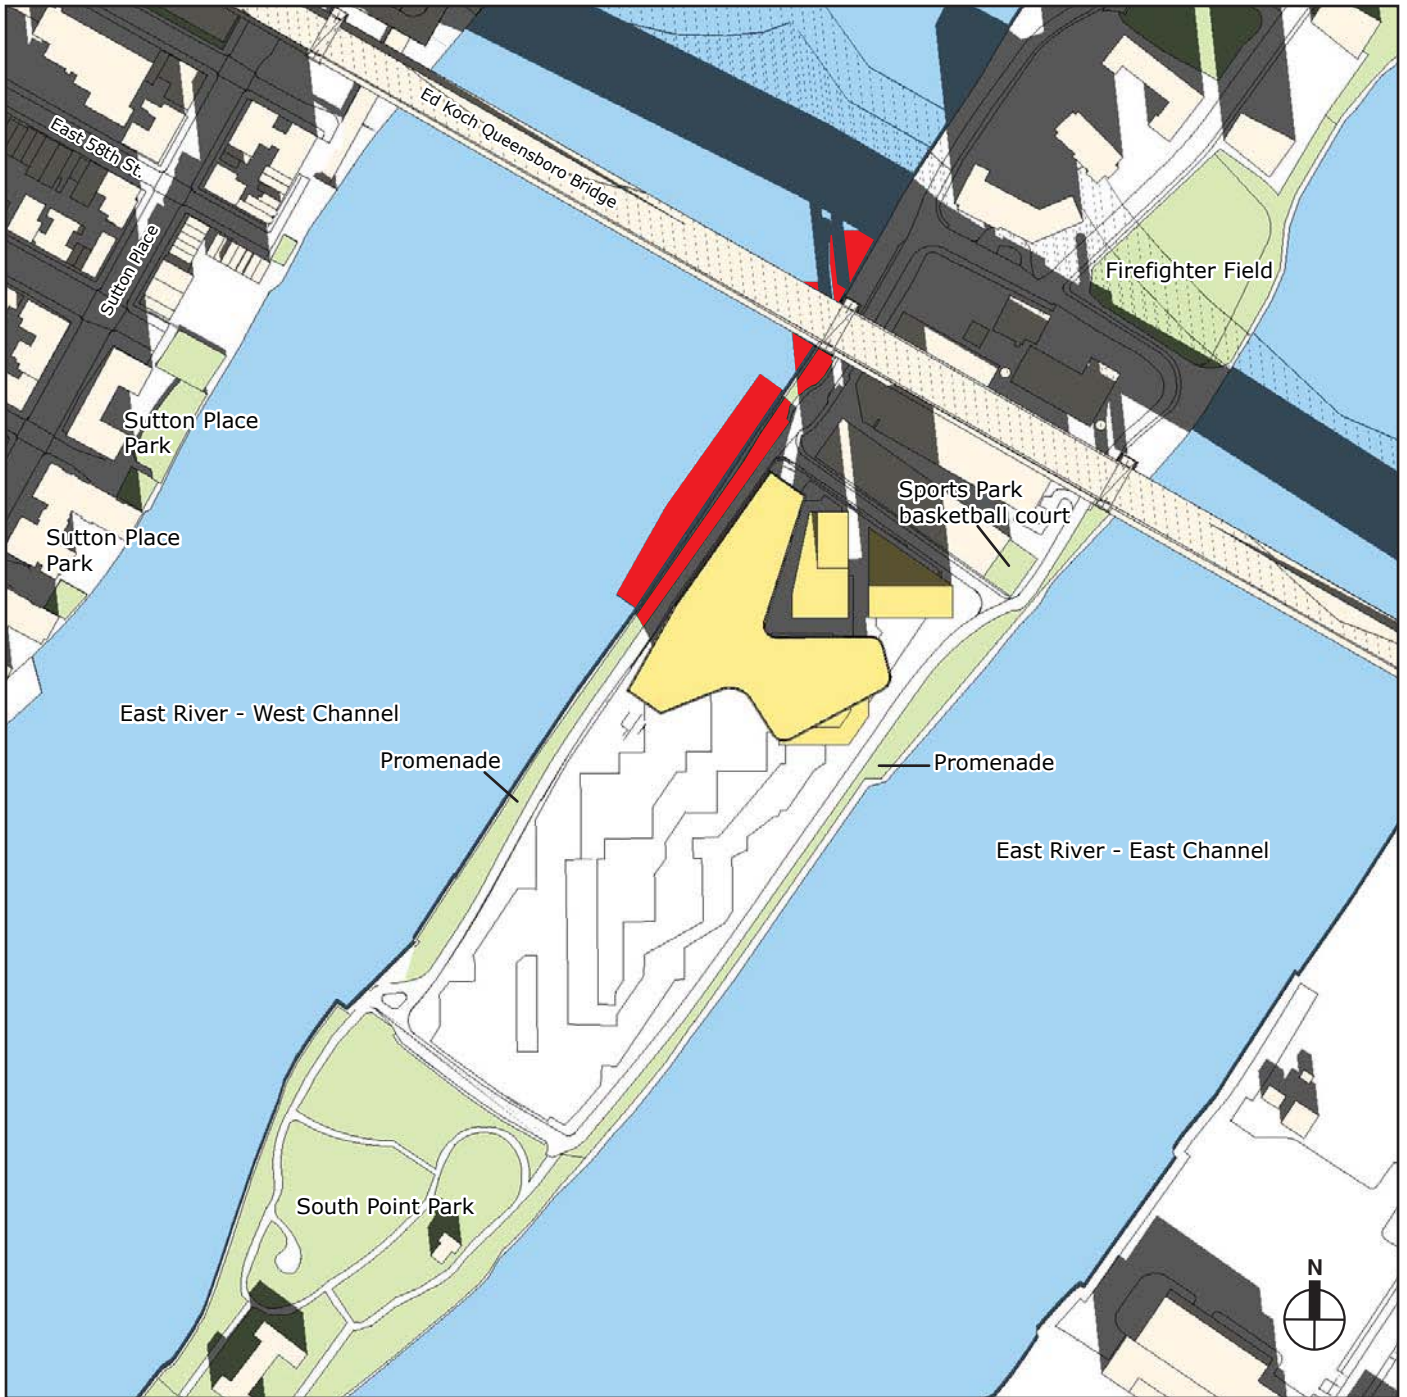 Ed Koch Queensboro Bridge
East 58th St.
Sutton Place
Firefighter Field
Sutton Place
Park
Sports Park
basketball court
Sutton Place
Park
East River - West Channel
Promenade
Promenade
East River - East Channel
South Point Park
N